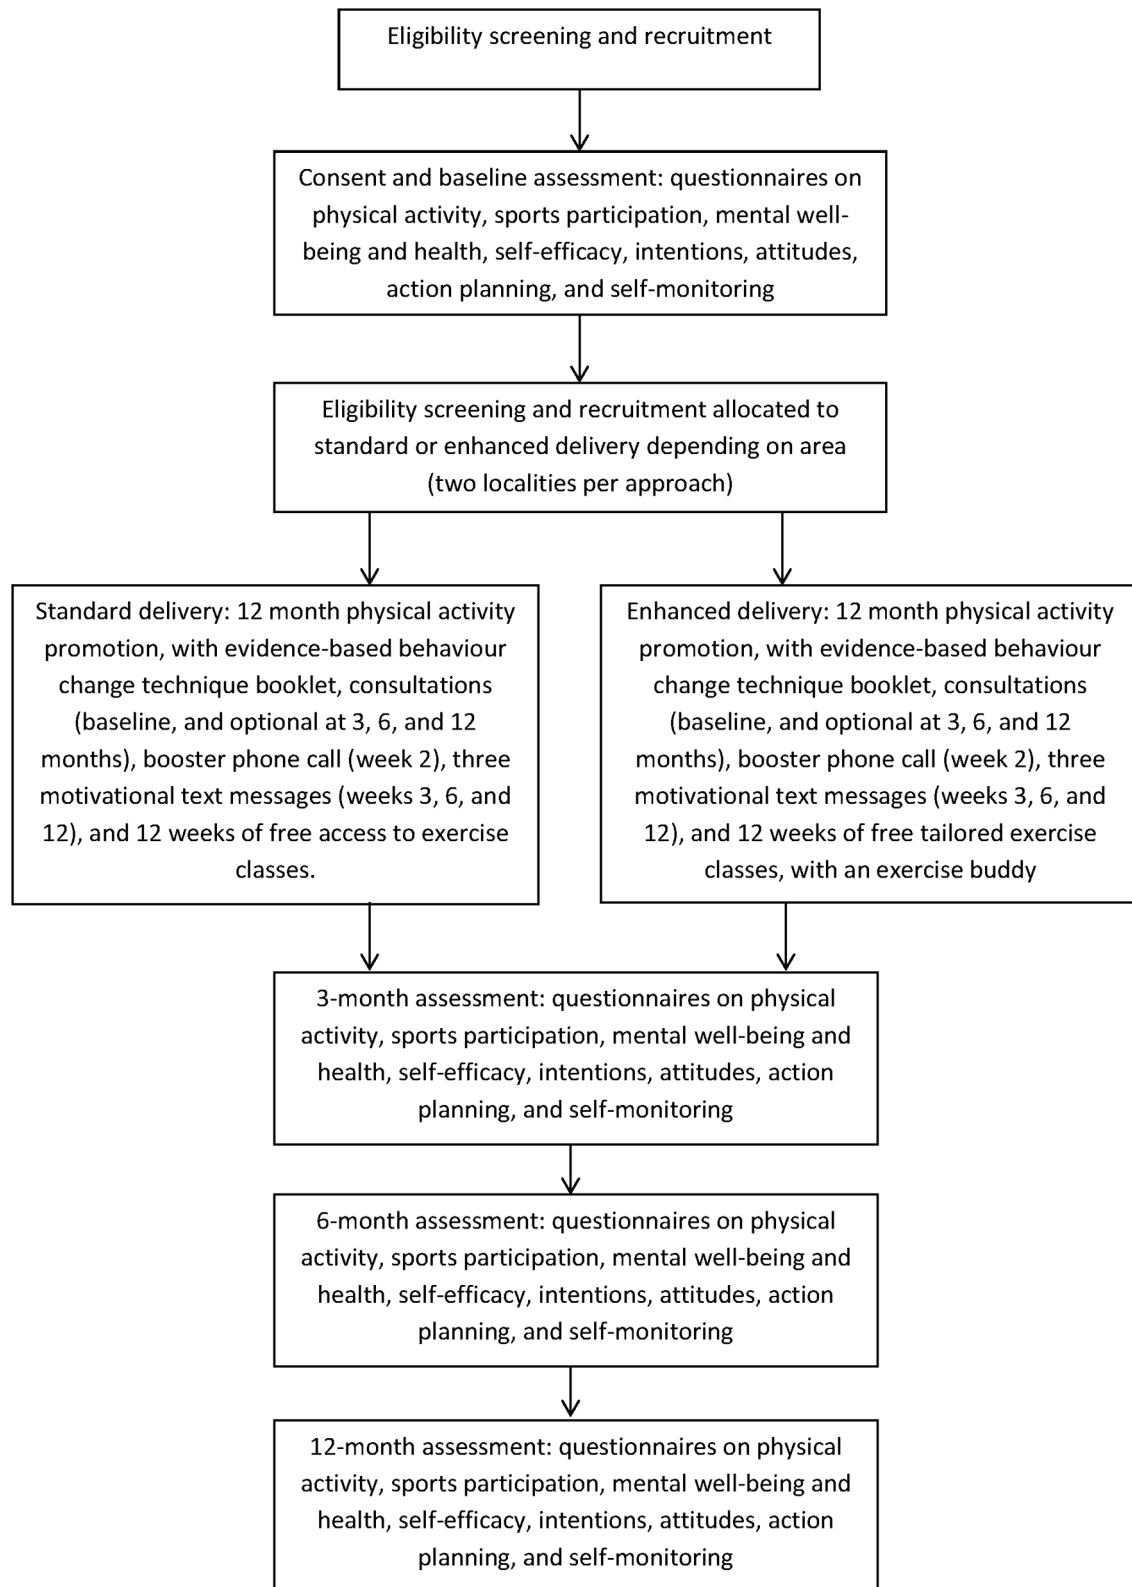 Eligibility screening and recruitment
Consent and baseline assessment: questionnaires on
physical activity, sports participation, mental well-
being and health, self-efficacy, intentions, attitudes,
action planning, and self-monitoring
Eligibility screening and recruitment allocated to
standard or enhanced delivery depending on area
(two localities per approach)
Standard delivery: 12 month physical activity
promotion, with evidence-based behaviour
change technique booklet, consultations
(baseline, and optional at 3, 6, and 12
months), booster phone call (week 2), three
motivational text messages (weeks 3, 6, and
12), and 12 weeks of free access to exercise
classes.
Enhanced delivery: 12 month physical activity
promotion, with evidence-based behaviour
change technique booklet, consultations
(baseline, and optional at 3, 6, and 12
months), booster phone call (week 2), three
motivational text messages (weeks 3, 6, and
12), and 12 weeks of free tailored exercise
classes, with an exercise buddy
3-month assessment: questionnaires on physical
activity, sports participation, mental well-being and
health, self-efficacy, intentions, attitudes, action
planning, and self-monitoring
6-month assessment: questionnaires on physical
activity, sports participation, mental well-being and
health, self-efficacy, intentions, attitudes, action
planning, and self-monitoring
12-month assessment: questionnaires on physical
activity, sports participation, mental well-being and
health, self-efficacy, intentions, attitudes, action
planning, and self-monitoring